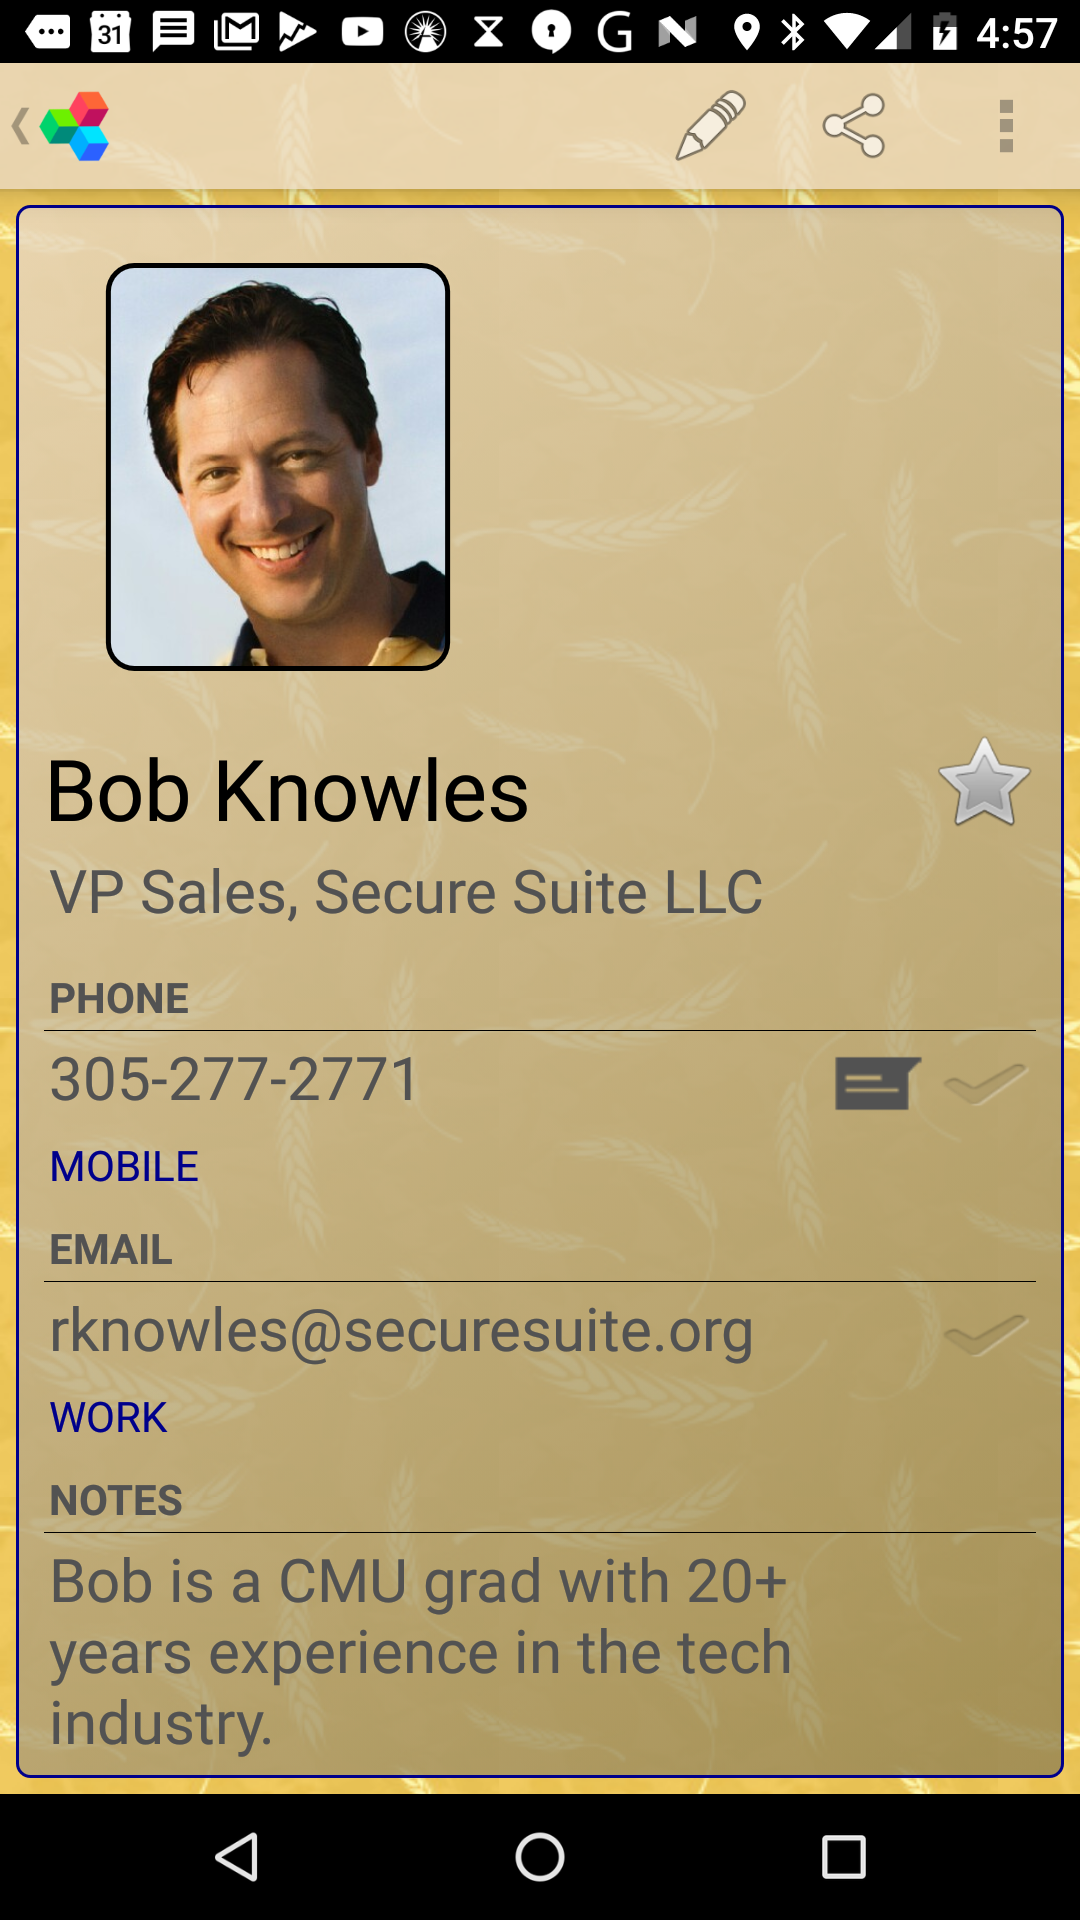 31
G
N
4:57
Bob Knowles
VP Sales, Secure Suite LLC
PHONE
305-277-2771
MOBILE
EMAIL
rknowles@securesuite.org
WORK
NOTES
Bob is a CMU grad with 20+
years experience in the tech
industry.